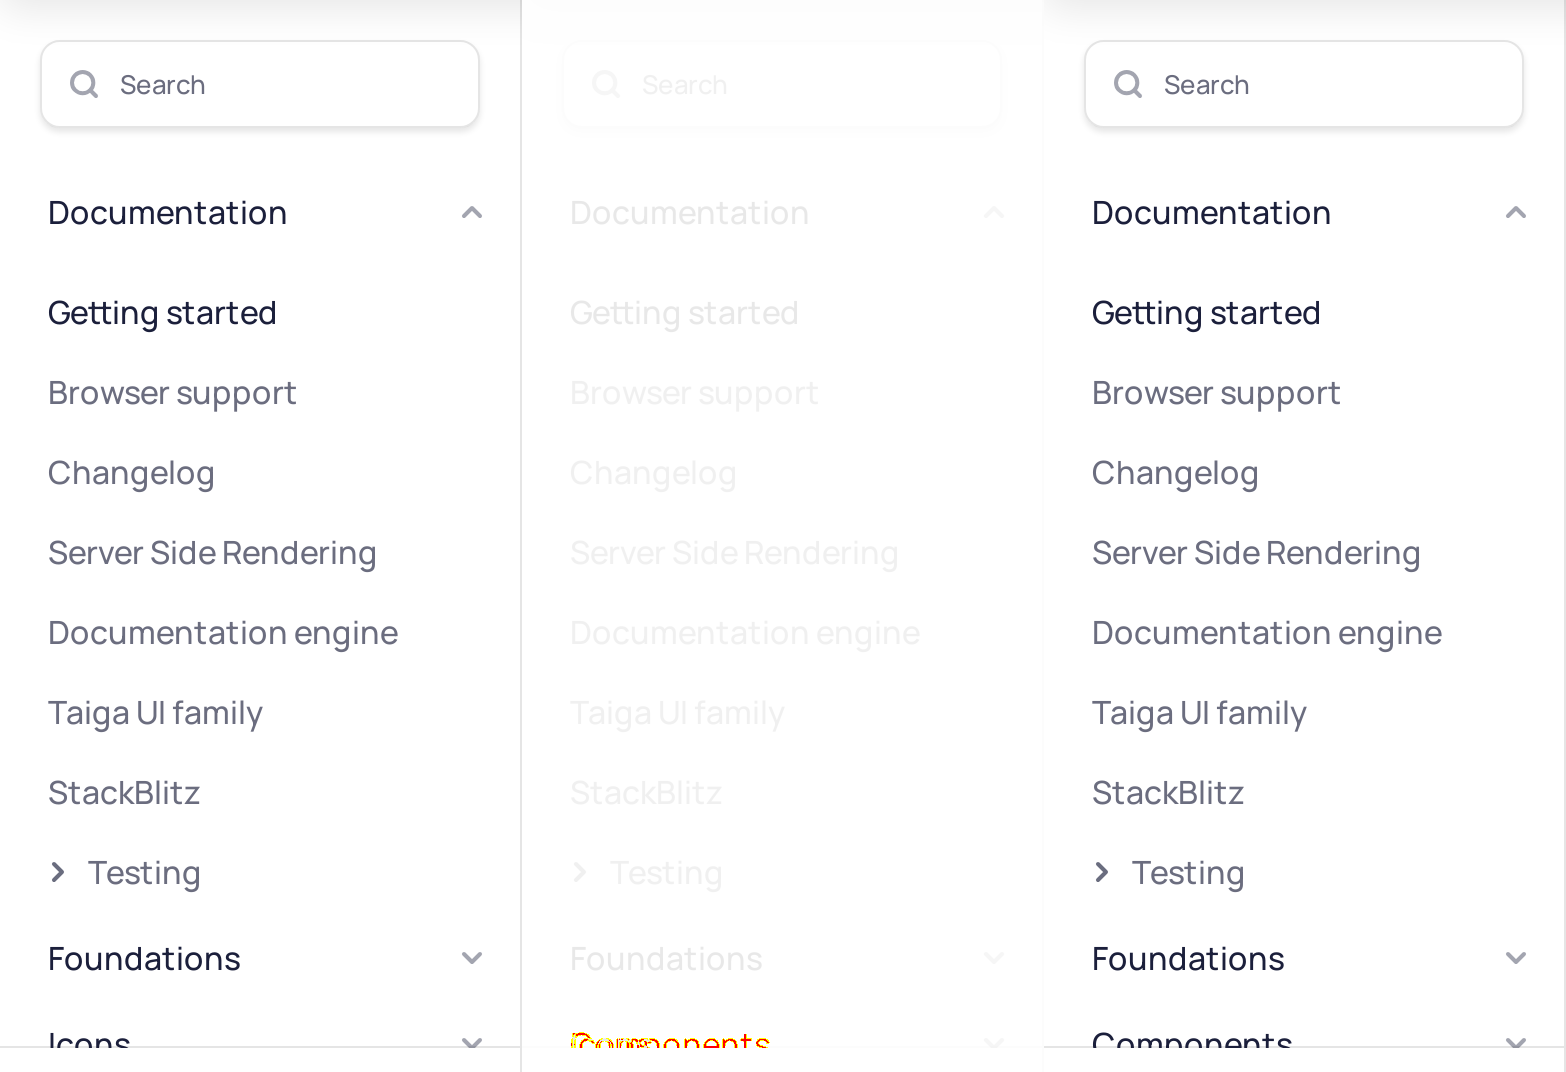 Search
Documentation
Getting started
Browser support
Changelog
Server Side Rendering
Documentation engine
Taiga UI family
StackBlitz
Testing
Foundations
Icons
Search
Documentation
Getting started
Browser support
Changelog
Server Side Rendering
Documentation engine
Taiga UI family
StackBlitz
Testing
Foundations
Components
Search
Documentation
Getting started
Browser support
Changelog
Server Side Rendering
Documentation engine
Taiga UI family
StackBlitz
Testing
Foundations
Components